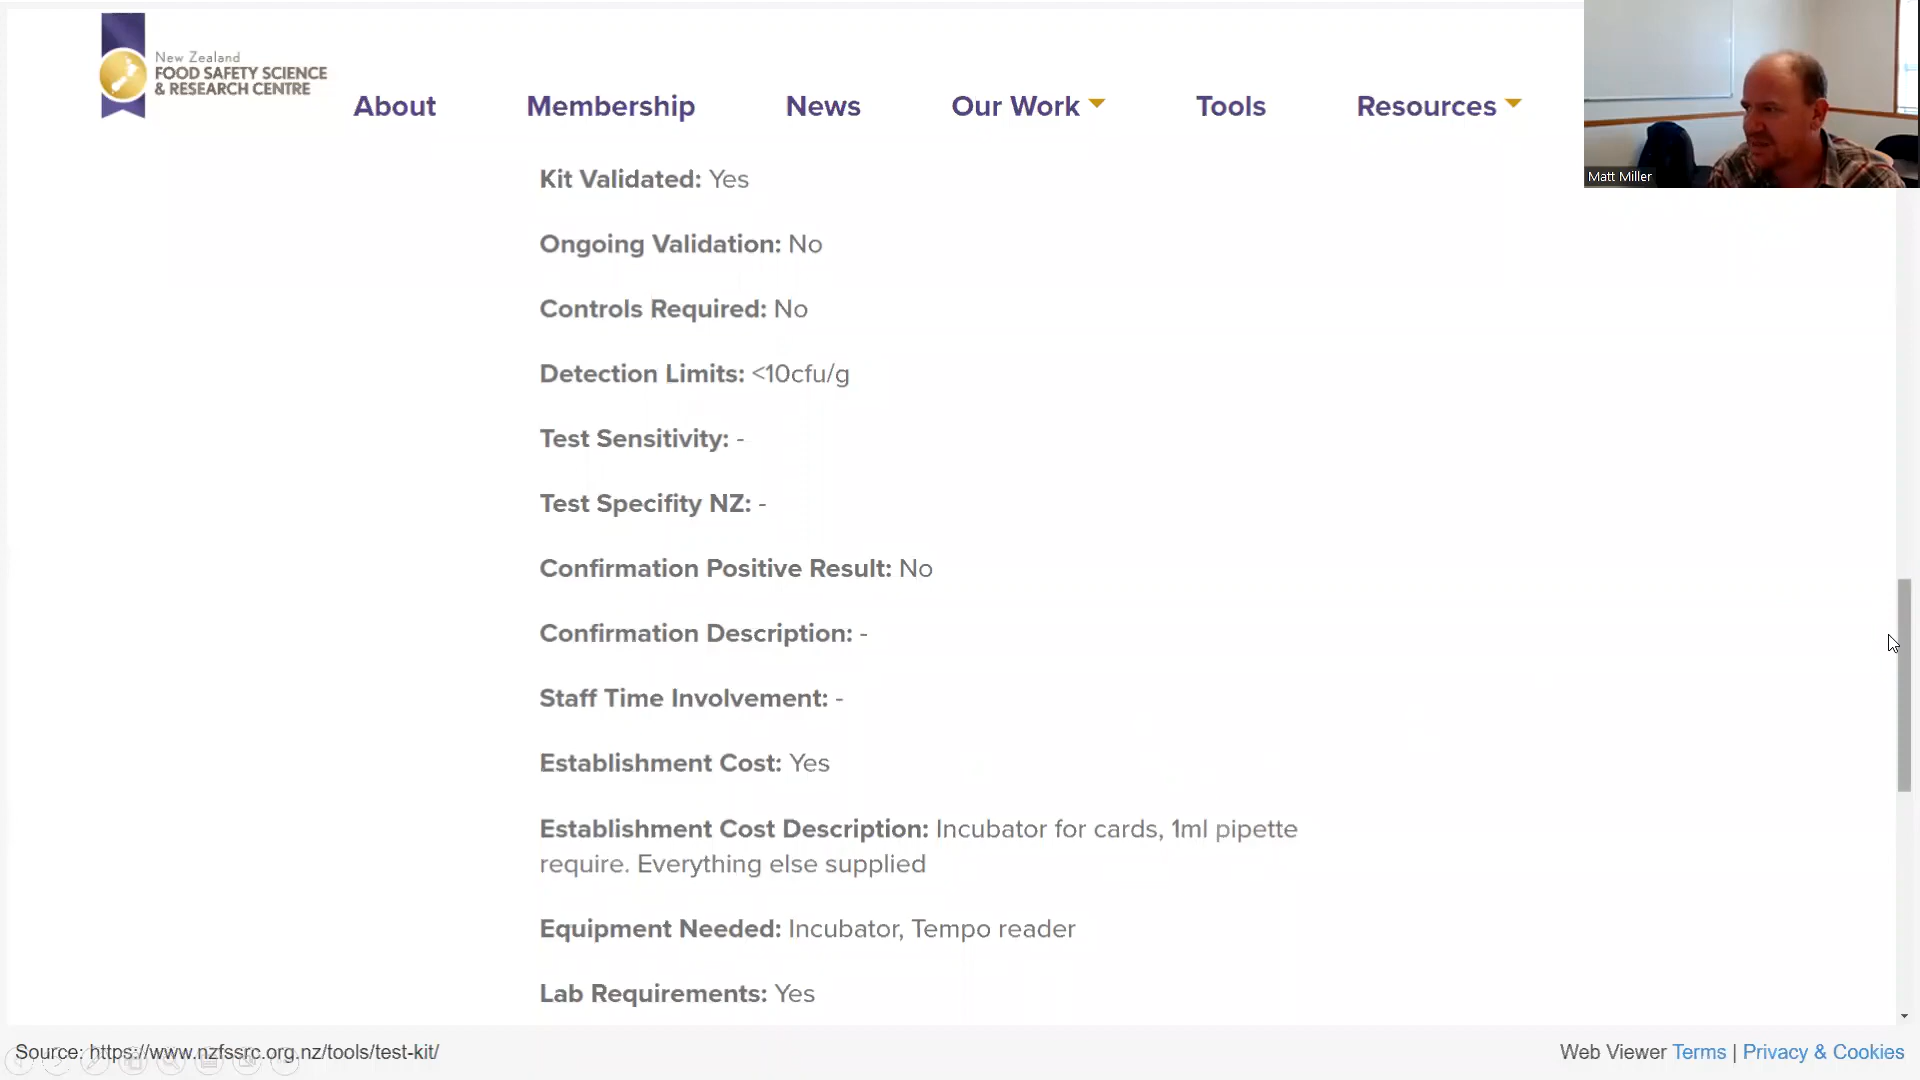 New Zealand
FOOD SAFETY SCIENCE
& RESEARCH CENTRE
About
Membership
News
Our Work
Tools
Resources
Matt Miller
Kit Validated: Yes
Ongoing Validation: No
Controls Required: No
Detection Limits: <10cfu/g
Test Sensitivity: -
Test Specifity NZ: -
Confirmation Positive Result: No
Confirmation Description: -
Staff Time Involvement: -
Establishment Cost: Yes
Establishment Cost Description: Incubator for cards, 1ml pipette
require. Everything else supplied
Equipment Needed: Incubator, Tempo reader
Lab Requirements: Yes
Source: https://www.nzfssrc.org.nz/tools/test-kit/
Web Viewer Terms | Privacy & Cookies